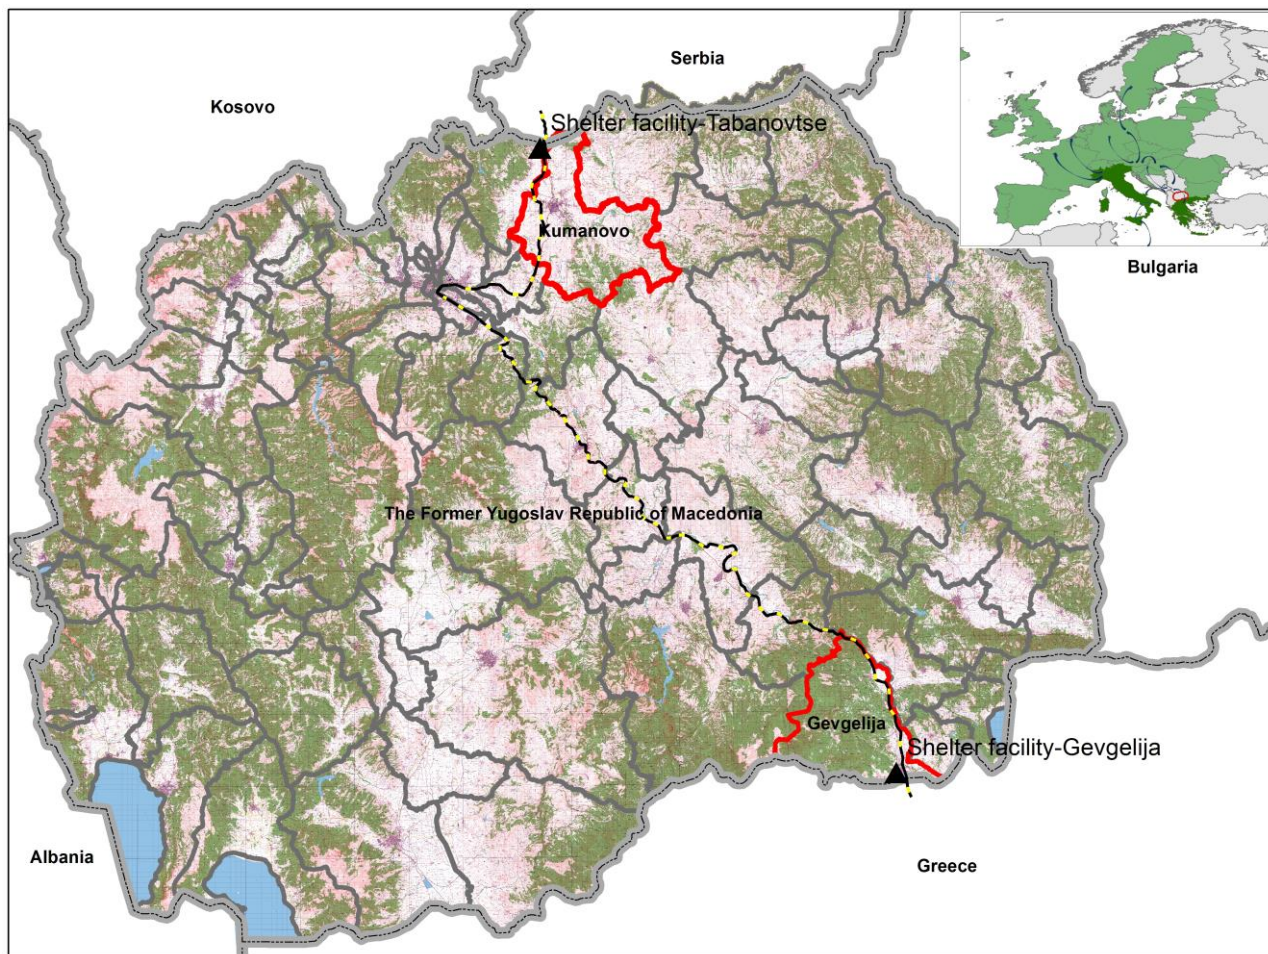 Serbia
Kosovo
Shelter facility-Tabanovtse
Kumanovo
Bulgaria
The Former Yugoslav Republic of Macedonia
Gevgelija
Shelter facility-Gevgelija
Albania
Greece